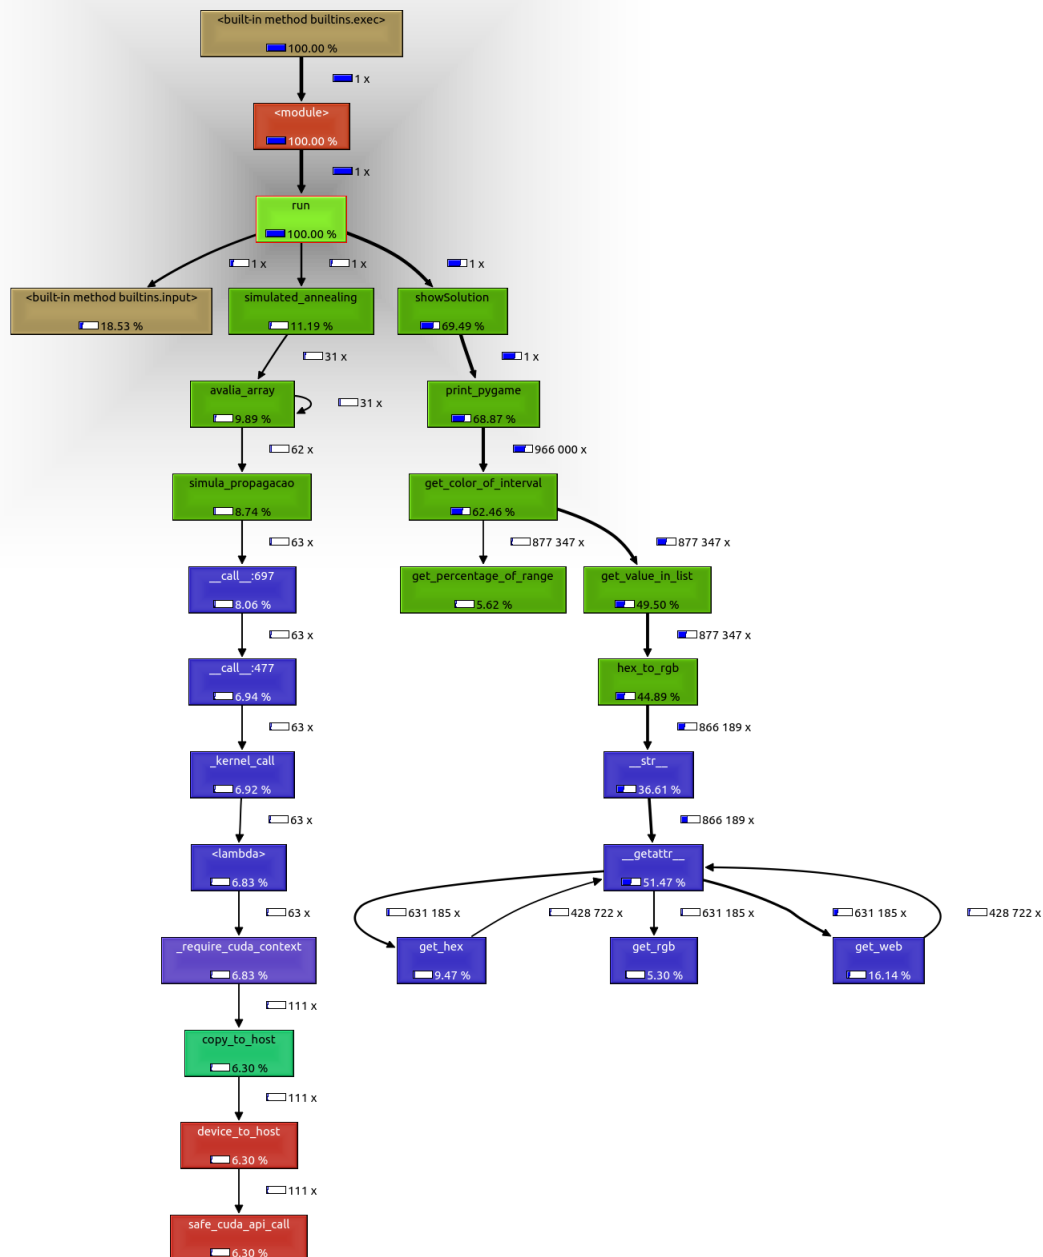 <built-in method builtins.exec>
100.00 %
1 x
<module>
100.00 %
1 x
run
100.00 %
1 x
1 x
1 x
<built-in method builtins.input>
18.53 %
simulated_annealing
11.19 %
showSolution
69.49 %
31 x
1 x
avalia_array
9.89 %
31 x
print_pygame
68.87 %
62 x
966 000 x
simula_propagacao
8.74 %
get_color_of_interval
62.46 %
63 x
877 347 x
877 347 x
__call__:697
8.06 %
get_percentage_of_range
5.62 %
get_value_in_list
49.50 %
63 x
877 347 x
__call__:477
6.94 %
hex_to_rgb
44.89 %
63 x
866 189 x
_kernel_call
6.92 %
__str__
36.61 %
63 x
866 189 x
<lambda>
6.83 %
__getattr__
51.47 %
63 x
631 185 x
428 722 x
631 185 x
631 185 x
428 722 x
_require_cuda_context
6.83 %
get_hex
9.47 %
get_rgb
5.30 %
get_web
16.14 %
111 x
copy_to_host
6.30 %
111 x
device_to_host
6.30 %
111 x
safe_cuda_api_call
6.30 %